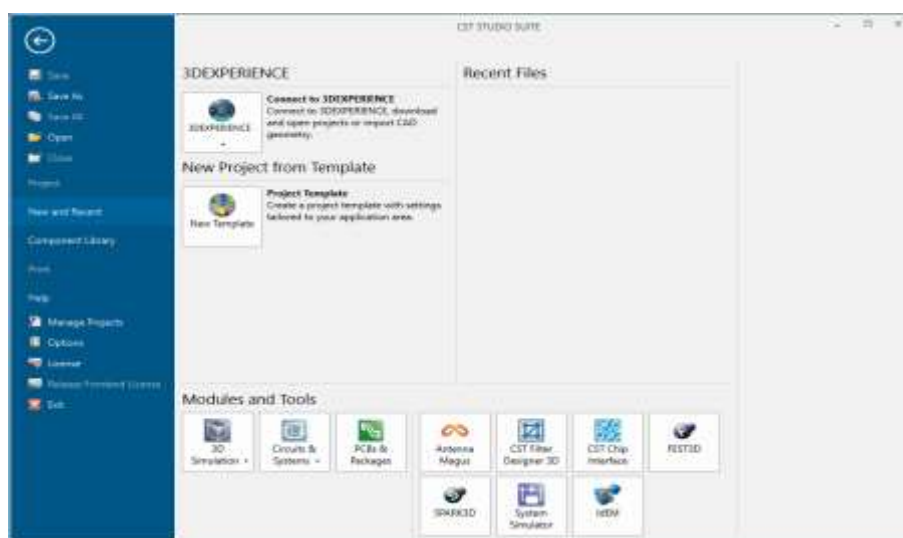 CST STUDIO SUITE
Save
Save As
Save All
Open
Close
Project
New and Recent
Component Library
Print
Help
Manage Projects
Options
License
Release Frontend License
Exit
3DEXPERIENCE
3DEXPERIENCE
Connect to 3DEXPERIENCE
Connect to 3DEXPERIENCE, download
and open projects or import CAD
geometry.
New Project from Template
New Template
Project Template
Create a project template with settings
tailored to your application area.
Recent Files
Modules and Tools
3D
Simulation
Circuits &
Systems
PCBs &
Packages
Antenna
Magus
CST Filter
Designer 3D
CST Chip
Interface
FEST3D
SPARK3D
System
Simulator
IdEM